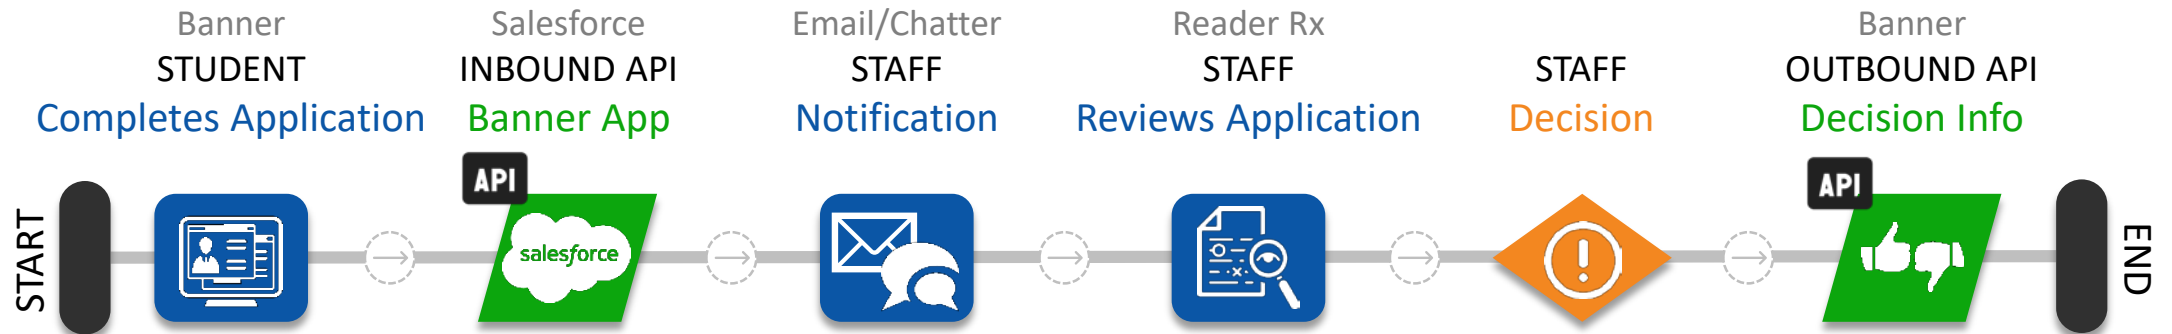 Banner
STUDENT
Completes Application
Salesforce
INBOUND API
Banner App
Email/Chatter
STAFF
Notification
Reader Rx
STAFF
Reviews Application
STAFF
Decision
Banner
OUTBOUND API
Decision Info
START
API
salesforce
API
END